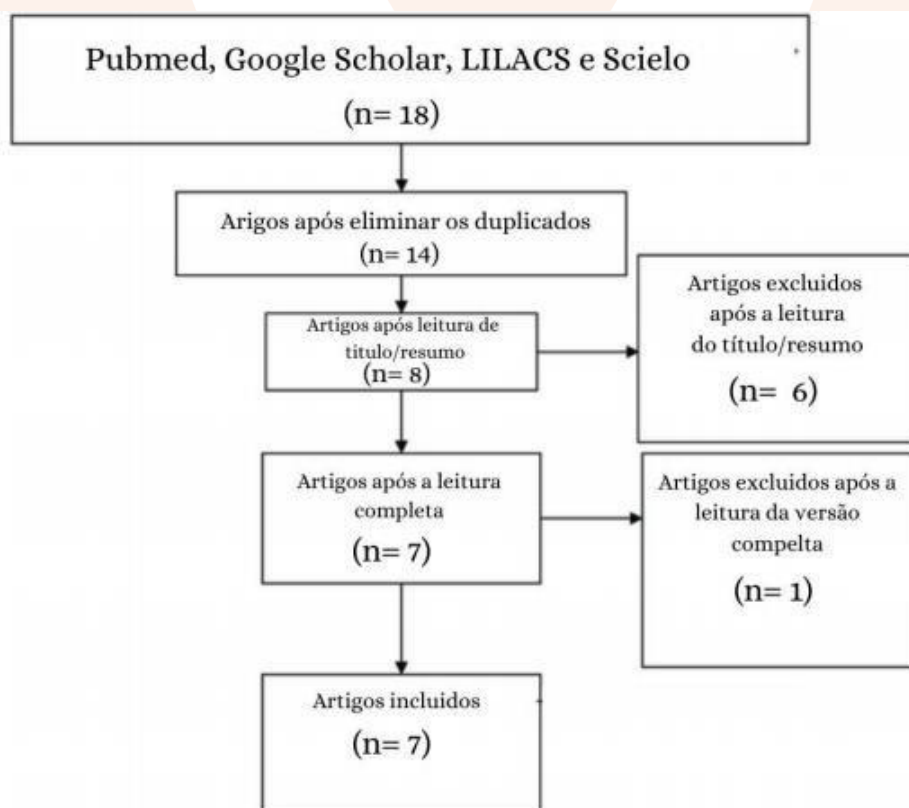 Pubmed, Google Scholar, LILACS e Scielo
(n= 18)
Arigos após eliminar os duplicados
(n= 14)
Artigos após leitura de
titulo/resumo
(n= 8)
Artigos excluidos
após a leitura
do título/resumo
(n= 6)
Artigos após a leitura
completa
(n= 7)
Artigos excluidos após a
leitura da versão
compelta
(n= 1)
Artigos incluidos
(n= 7)